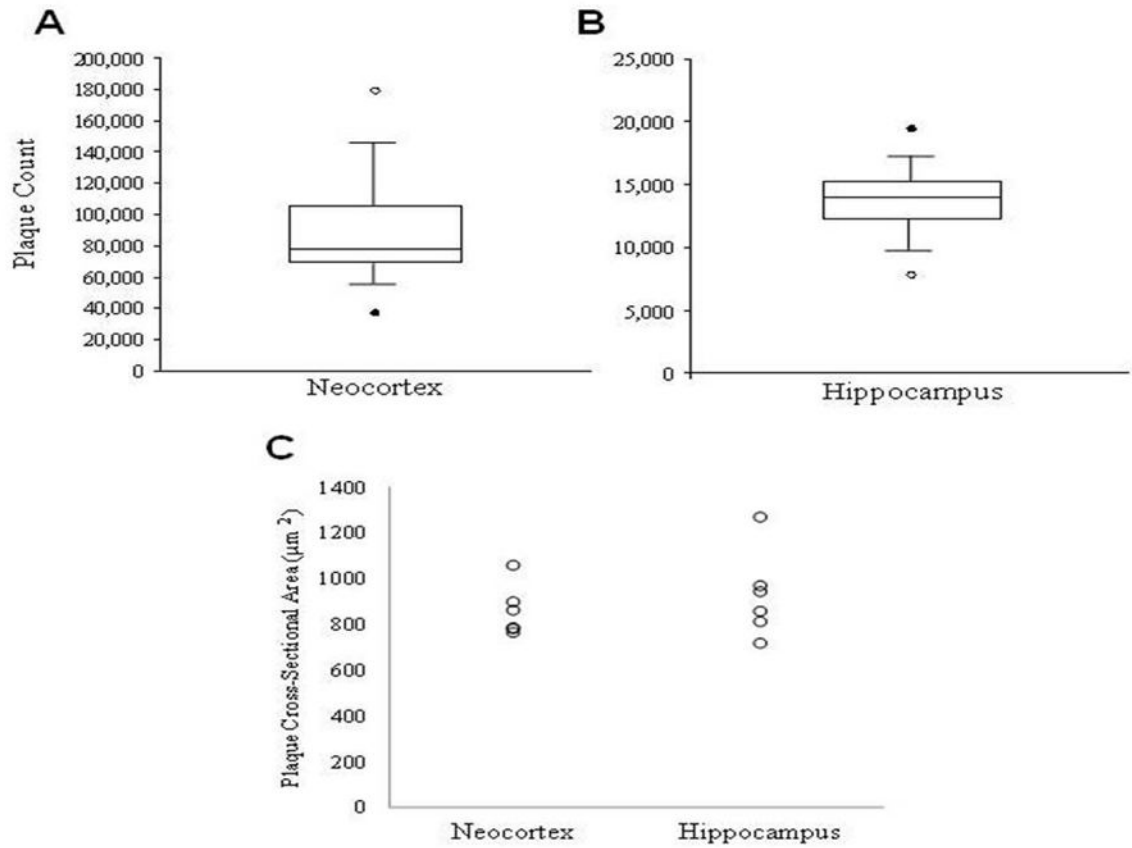 A
200,000
180,000
160,000
140,000
120,000
100,000
80,000
60,000
40,000
20,000
0
Plaque Count
Neocortex
B
25,000
20,000
15,000
10,000
5,000
0
Hippocampus
C
1400
1200
1000
800
600
400
200
0
Plaque Cross-Sectional Area (μm ²)
Neocortex
Hippocampus